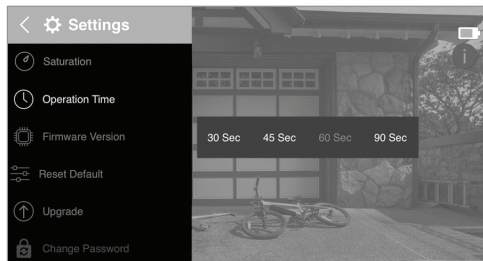 Settings
Saturation
Operation Time
30 Sec 45 Sec 60 Sec 90 Sec
Firmware Version
Reset Default
Upgrade
Change Password